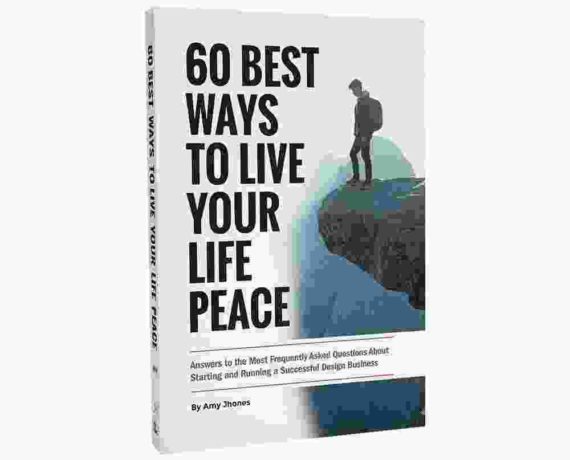 60 BEST WAYS TO LIVE YOUR LIFE PEACE
60 BEST
WAYS
TO LIVE
YOUR
LIFE
PEACE
Answers to the Most Frequently Asked Questions About
Starting and Running a Successful Design Business
By Amy Jhones